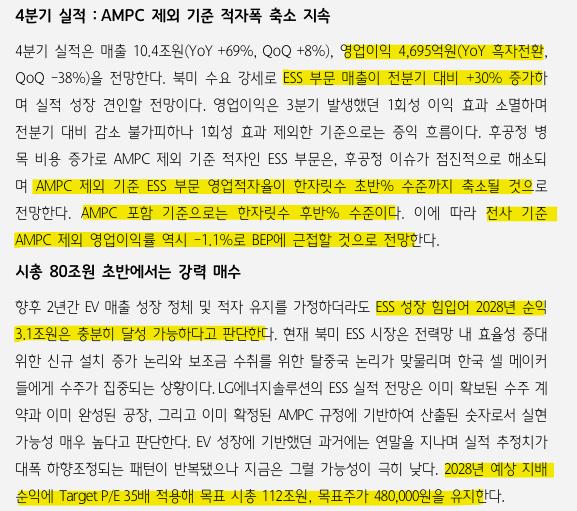 4분기 실적 : AMPC 제외 기준 적자폭 축소 지속
4분기 실적은 매출 10.4조원(YoY +69%, QoQ +8%), 영업이익 4,695억원(YoY 흑자전환,
QoQ -38%)을 전망한다. 북미 수요 강세로 ESS 부문 매출이 전분기 대비 +30% 증가하
며 실적 성장 견인할 전망이다. 영업이익은 3분기 발생했던 1회성 이익 효과 소멸하며
전분기 대비 감소 불가피하나 1회성 효과 제외한 기준으로는 증익 흐름이다. 후공정 병
목 비용 증가로 AMPC 제외 기준 적자인 ESS 부문은, 후공정 이슈가 점진적으로 해소되
며 AMPC 제외 기준 ESS 부문 영업적자율이 한자릿수 초반% 수준까지 축소될 것으로
전망한다. AMPC 포함 기준으로는 한자릿수 후반% 수준이다. 이에 따라 전사 기준
AMPC 제외 영업이익률 역시 -1.1%로 BEP에 근접할 것으로 전망한다.
시총 80조원 초반에서는 강력 매수
향후 2년간 EV 매출 성장 정체 및 적자 유지를 가정하더라도 ESS 성장 힘입어 2028년 순익
3.1조원은 충분히 달성 가능하다고 판단한다. 현재 북미 ESS 시장은 전력망 내 효율성 증대
위한 신규 설치 증가 논리와 보조금 수취를 위한 탈중국 논리가 맞물리며 한국 셀 메이커
들에게 수주가 집중되는 상황이다. LG에너지솔루션의 ESS 실적 전망은 이미 확보된 수주 계
약과 이미 완성된 공장, 그리고 이미 확정된 AMPC 규정에 기반하여 산출된 숫자로서 실현
가능성 매우 높다고 판단한다. EV 성장에 기반했던 과거에는 연말을 지나며 실적 추정치가
대폭 하향조정되는 패턴이 반복됐으나 지금은 그럴 가능성이 극히 낮다. 2028년 예상 지배
순익에 Target P/E 35배 적용해 목표 시총 112조원, 목표주가 480,000원을 유지한다.